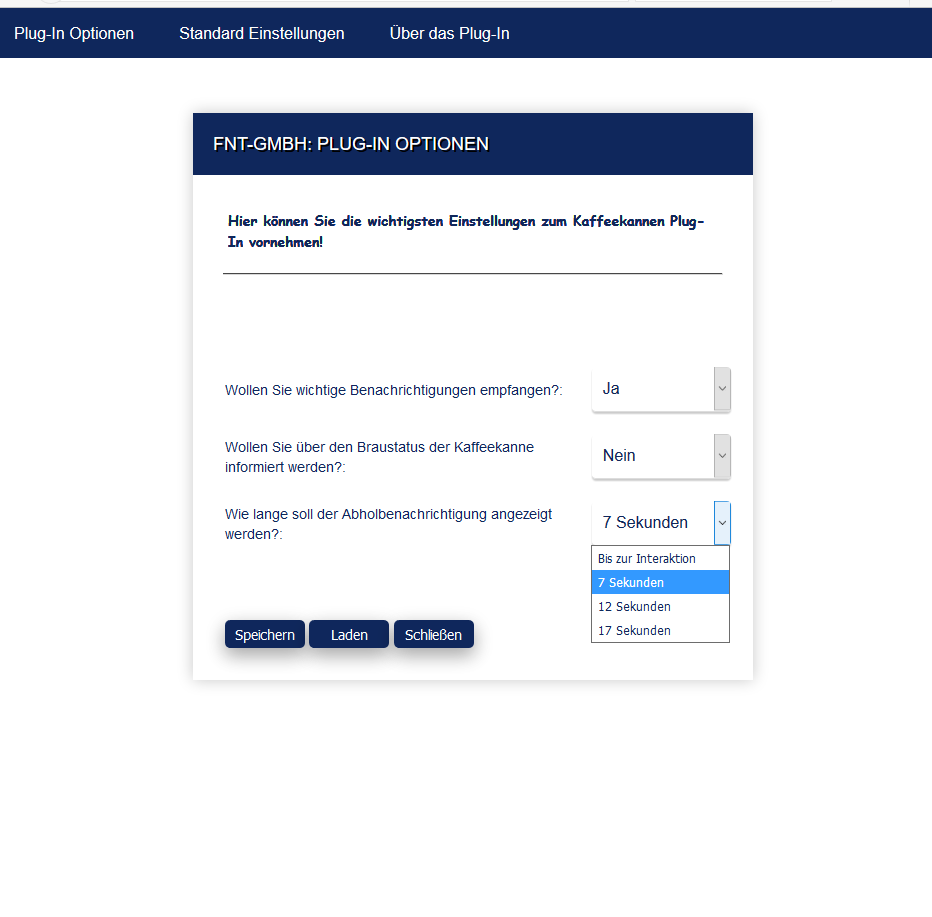 Plug-In Optionen Standard Einstellungen Über das Plug-In
FNT-GMBH: PLUG-IN OPTIONEN
Hier können Sie die wichtigsten Einstellungen zum Kaffeekannen Plug-
In vornehmen!
Wollen Sie wichtige Benachrichtigungen empfangen?: Ja
Wollen Sie über den Braustatus der Kaffeekanne
informiert werden?:
Nein
Wie lange soll der Abholbenachrichtigung angezeigt
werden?:
7 Sekunden
Bis zur Interaktion
7 Sekunden
12 Sekunden
17 Sekunden
Speichern Laden Schließen